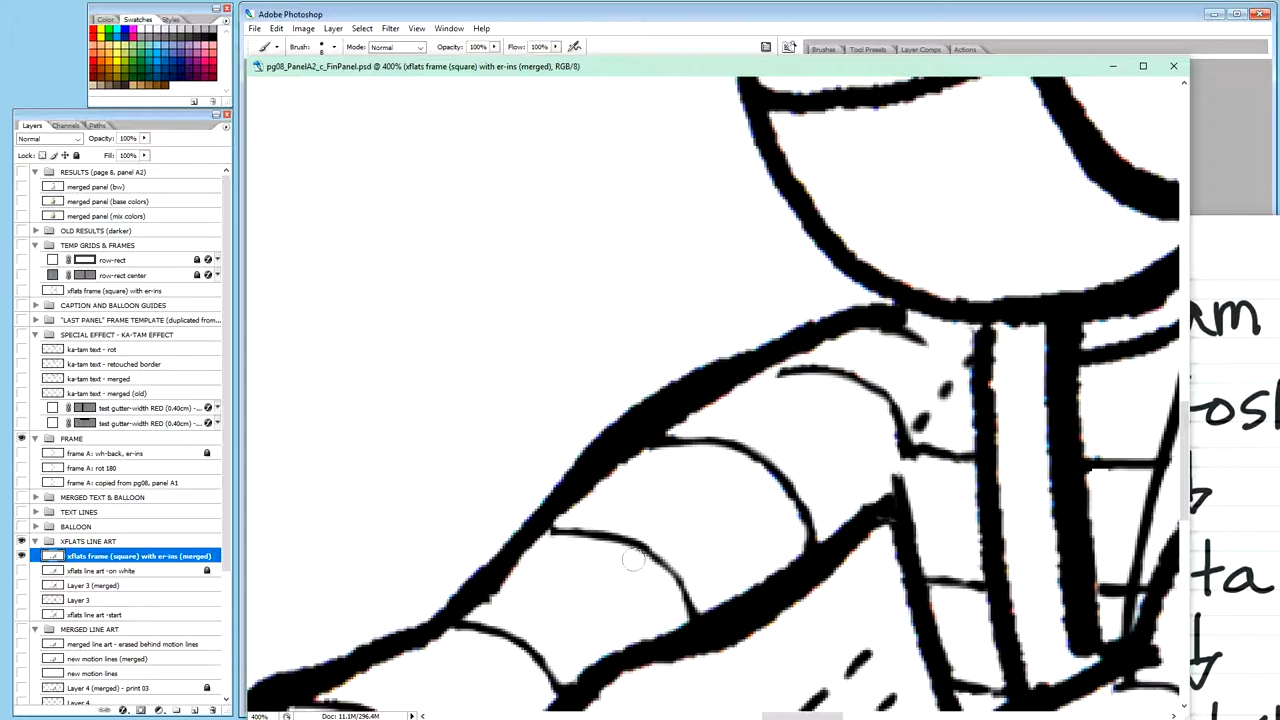 Color Swatches Styles
Adobe Photoshop
File Edit Image Layer Select Filter View Window Help
Brush: 8 Mode: Normal Opacity: 100% Flow: 100%
Brushes Tool Presets Layer Comps Actions
pg08_PanelA2_c_FinPanel.psd @ 400% (xflats frame (square) with er-ins (merged), RGB/8)
Layers Channels Paths
Normal Opacity: 100%
Lock: Fill: 100%
RESULTS (page 8, panel A2)
merged panel (bw)
merged panel (base colors)
merged panel (mix colors)
OLD RESULTS (darker)
TEMP GRIDS & FRAMES
row-rect
row-rect center
xflats frame (square) with er-ins
CAPTION AND BALLOON GUIDES
"LAST PANEL" FRAME TEMPLATE (duplicated from...
SPECIAL EFFECT - KA-TAM EFFECT
ka-tam text - rot
ka-tam text - retouched border
ka-tam text - merged
ka-tam text - merged (old)
test gutter-width RED (0.40cm) -...
test gutter-width RED (0.40cm) -...
FRAME
frame A: wh-back, er-ins
frame A: rot 180
frame A: copied from pg08, panel A1
MERGED TEXT & BALLOON
TEXT LINES
BALLOON
XFLATS LINE ART
xflats frame (square) with er-ins (merged)
xflats line art -on white
Layer 3 (merged)
Layer 3
xflats line art -start
MERGED LINE ART
merged line art - erased behind motion lines
new motion lines (merged)
new motion lines
Layer 4 (merged) - print 03
Layer 4
400% Doc: 11.1M/296.4M